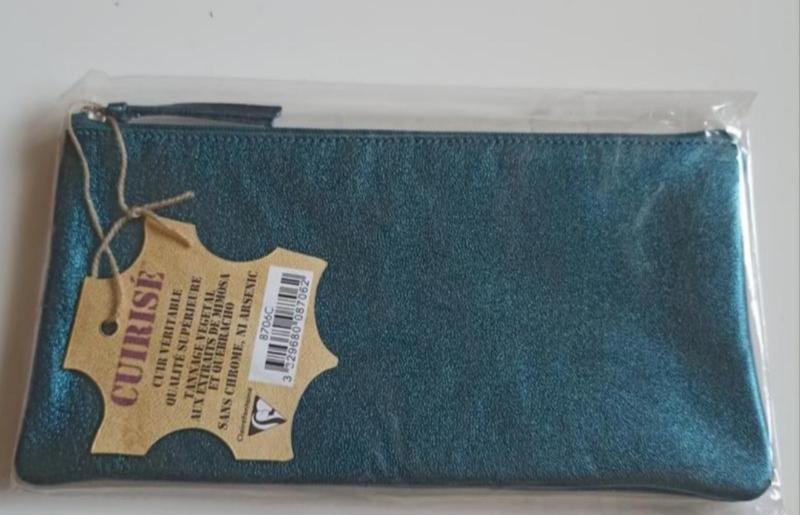 CUIRISÉ
CUIR VERITABLE
QUALITÉ SUPERIEURE
TANNAGE VEGETAL
AUX EXTRAITS DE MIMOSA
ET QUEBRACHO
SANS CHROME, NI ARSENIC
Clairefontaine
8706C
3 329680 087062